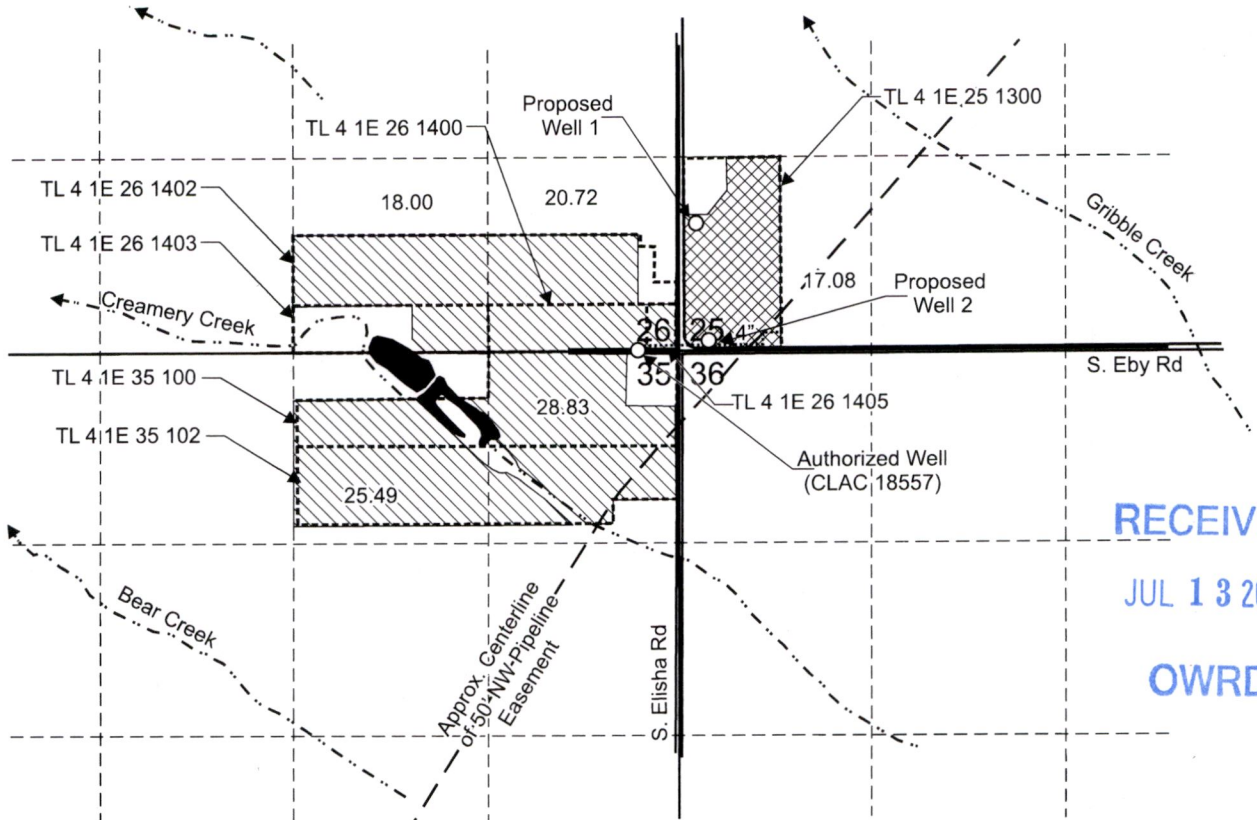 Proposed
Well 1
TL 4 1E 25 1300
TL 4 1E 26 1400
TL 4 1E 26 1402
18.00
20.72
TL 4 1E 26 1403
Gribble Creek
17.08
Proposed
Well 2
Creamery Creek
26
25
4"
35
36
S. Eby Rd
TL 4 1E 35 100
TL 4 1E 26 1405
28.83
TL 4 1E 35 102
Authorized Well
(CLAC 18557)
25.49
RECEIV
JUL 13 20
Bear Creek
Approx. Centerline
of 50' NW-Pipeline
Easement
S. Elisha Rd
OWRD